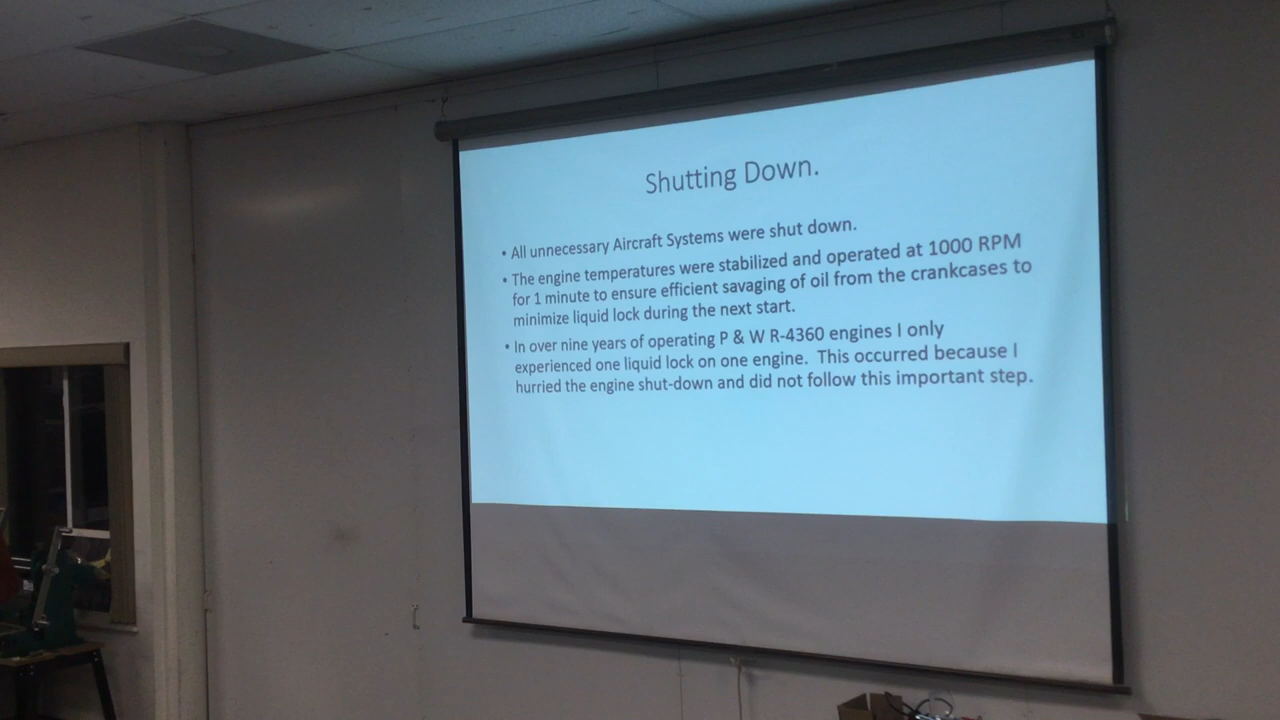 Shutting Down.
• All unnecessary Aircraft Systems were shut down.
• The engine temperatures were stabilized and operated at 1000 RPM
for 1 minute to ensure efficient savaging of oil from the crankcases to
minimize liquid lock during the next start.
• In over nine years of operating P & W R-4360 engines I only
experienced one liquid lock on one engine.  This occurred because I
hurried the engine shut-down and did not follow this important step.